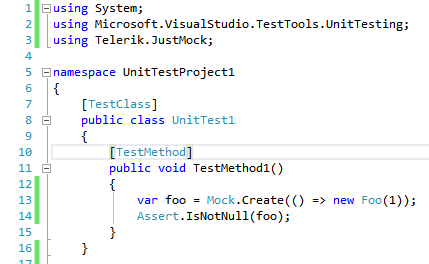 1 using System;
2 using Microsoft.VisualStudio.TestTools.UnitTesting;
3 using Telerik.JustMock;
4
5 namespace UnitTestProject1
6 {
7 [TestClass]
8 public class UnitTest1
9 {
10 [TestMethod]
11 public void TestMethod1()
12 {
13 var foo = Mock.Create(() => new Foo(1));
14 Assert.IsNotNull(foo);
15 }
16 }
17